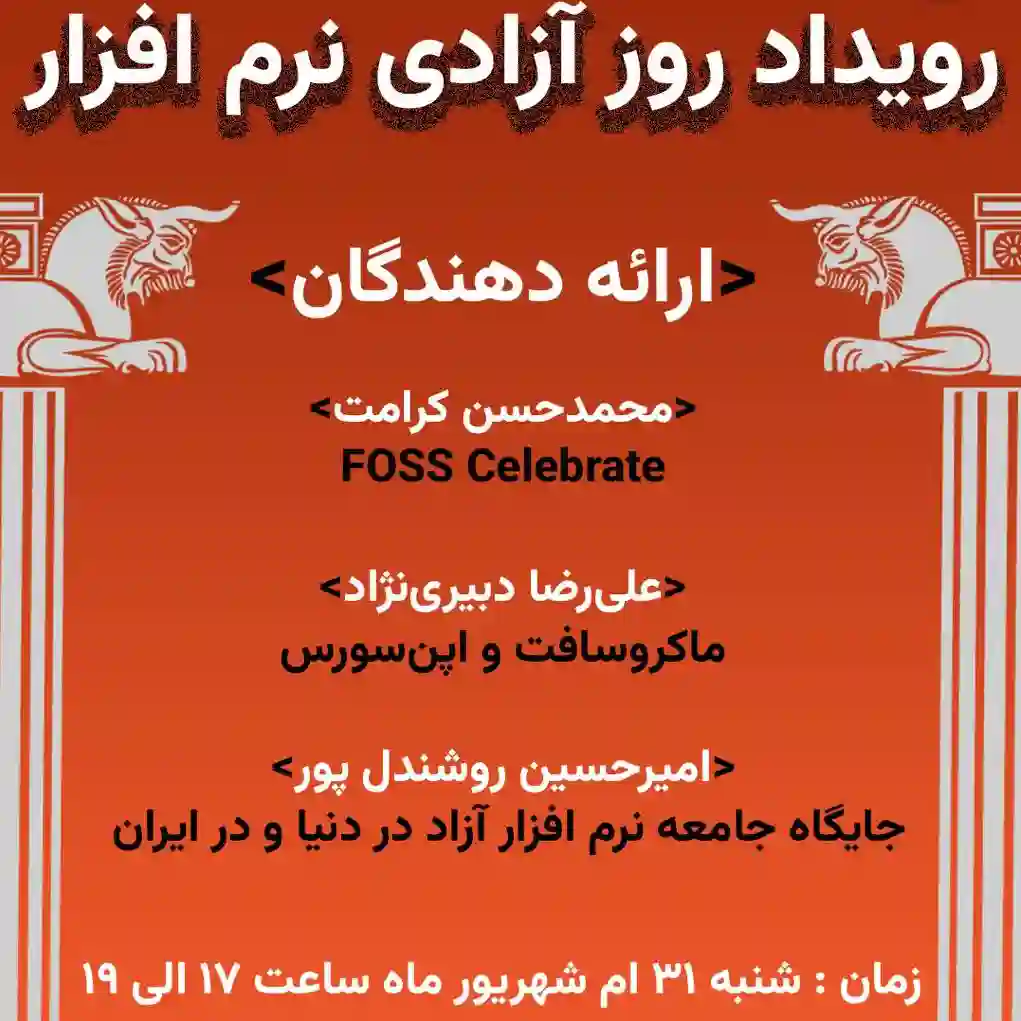 رویداد روز آزادی نرم افزار
<ارائه دهندگان>
<محمدحسن کرامت>
FOSS Celebrate
<علی‌رضا دبیری‌نژاد>
ماکروسافت و اپن‌سورس
<امیرحسین روشندل پور>
جایگاه جامعه نرم افزار آزاد در دنیا و در ایران
زمان : شنبه ۳۱ ام شهریور ماه ساعت ۱۷ الی ۱۹